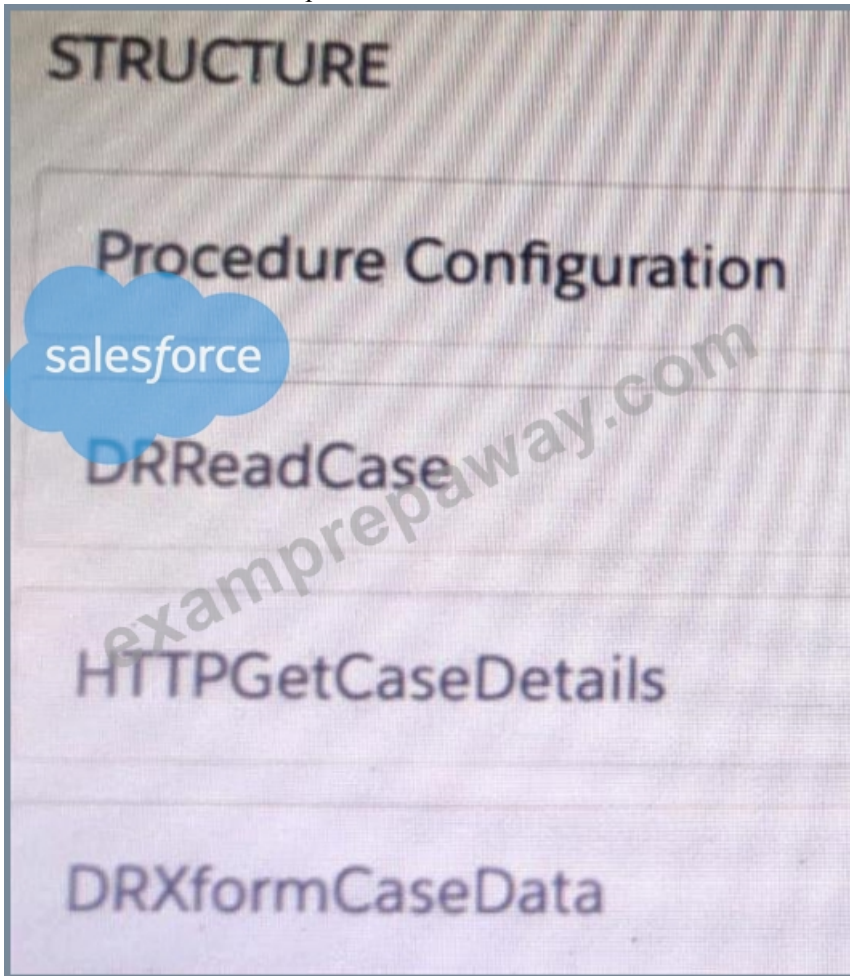 STRUCTURE
Procedure Configuration
salesforce
DRReadCase
examprepaway.com
HTTPGetCaseDetails
DRXformCaseData